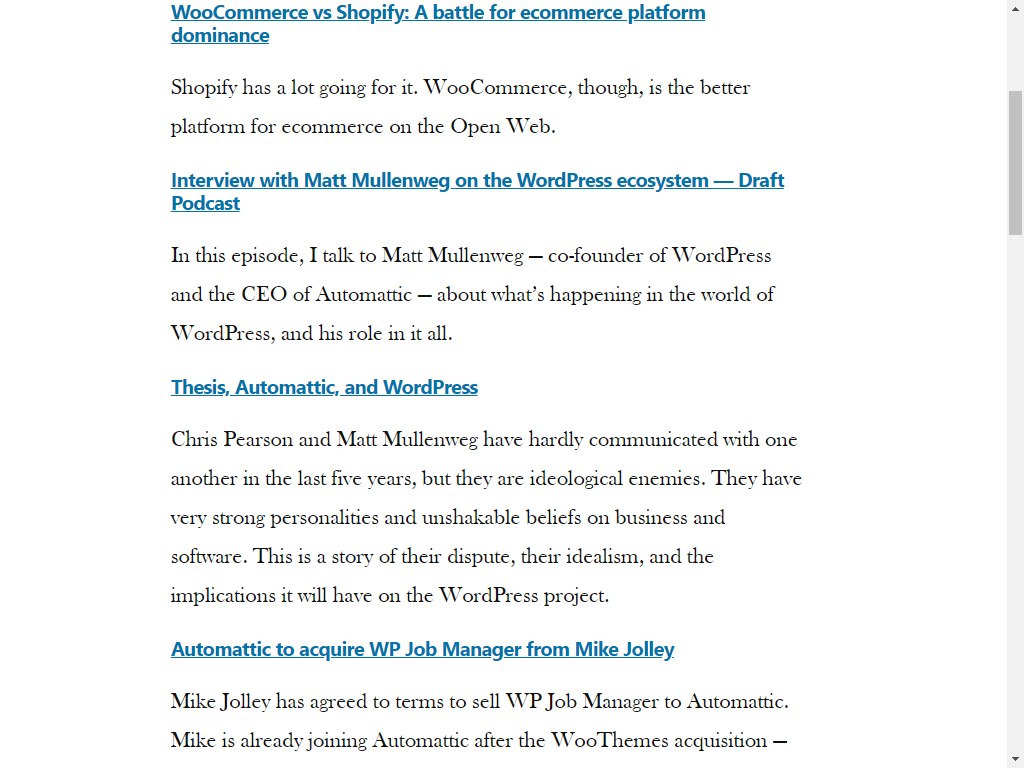 WooCommerce vs Shopify: A battle for ecommerce platform
dominance
Shopify has a lot going for it. WooCommerce, though, is the better
platform for ecommerce on the Open Web.
Interview with Matt Mullenweg on the WordPress ecosystem — Draft
Podcast
In this episode, I talk to Matt Mullenweg — co-founder of WordPress
and the CEO of Automattic — about what’s happening in the world of
WordPress, and his role in it all.
Thesis, Automattic, and WordPress
Chris Pearson and Matt Mullenweg have hardly communicated with one
another in the last five years, but they are ideological enemies. They have
very strong personalities and unshakable beliefs on business and
software. This is a story of their dispute, their idealism, and the
implications it will have on the WordPress project.
Automattic to acquire WP Job Manager from Mike Jolley
Mike Jolley has agreed to terms to sell WP Job Manager to Automattic.
Mike is already joining Automattic after the WooThemes acquisition —